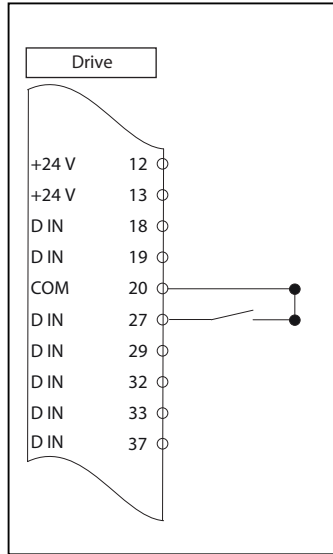 Drive
+24 V 12
+24 V 13
D IN 18
D IN 19
COM 20
D IN 27
D IN 29
D IN 32
D IN 33
D IN 37